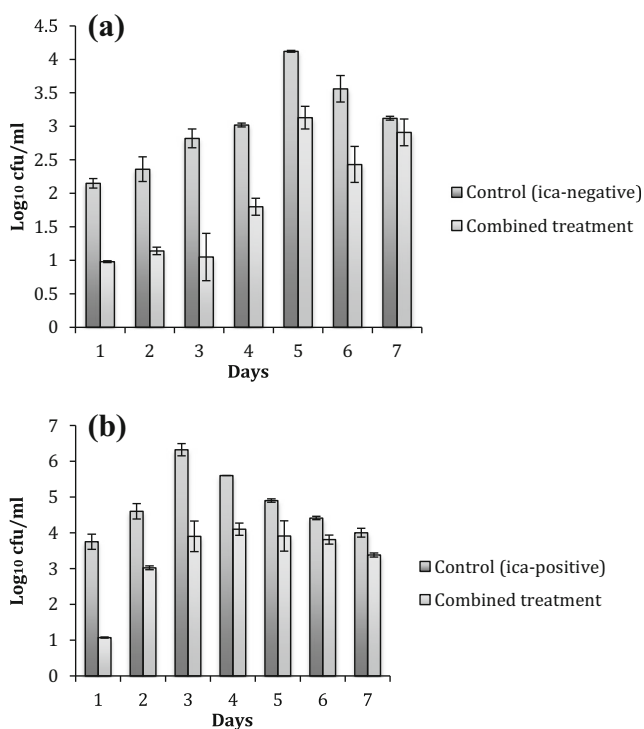 (a)
4.5
4
3.5
3
2.5
2
1.5
1
0.5
0
Log₁₀ cfu/ml
1 2 3 4 5 6 7
Days
Control (ica-negative)
Combined treatment
(b)
7
6
5
4
3
2
1
0
Log₁₀ cfu/ml
1 2 3 4 5 6 7
Days
Control (ica-positive)
Combined treatment